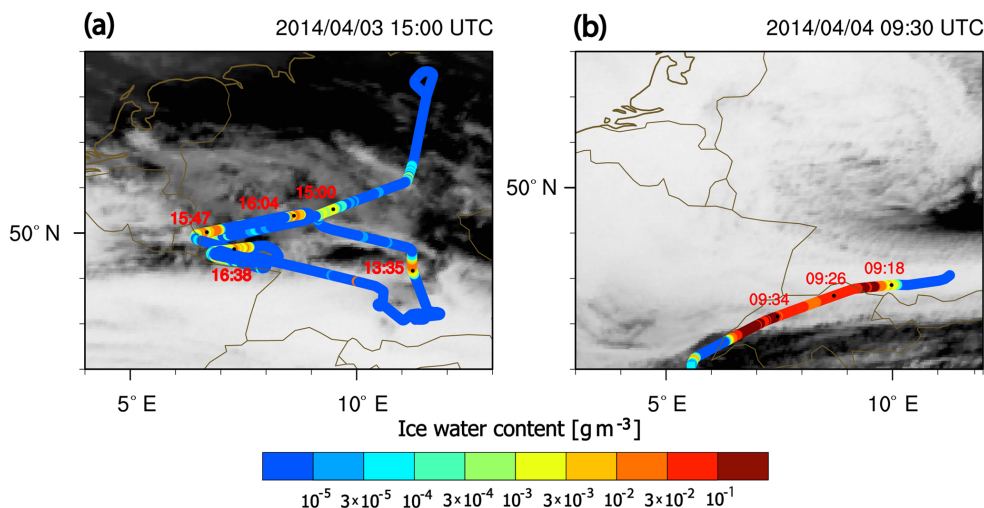 (a) 2014/04/03 15:00 UTC
(b) 2014/04/04 09:30 UTC
50° N
50° N
15:00
16:04
15:47
16:38
13:35
09:18
09:26
09:34
5° E 10° E
5° E 10° E
Ice water content [g m⁻³]
10⁻⁵ 3×10⁻⁵ 10⁻⁴ 3×10⁻⁴ 10⁻³ 3×10⁻³ 10⁻² 3×10⁻² 10⁻¹